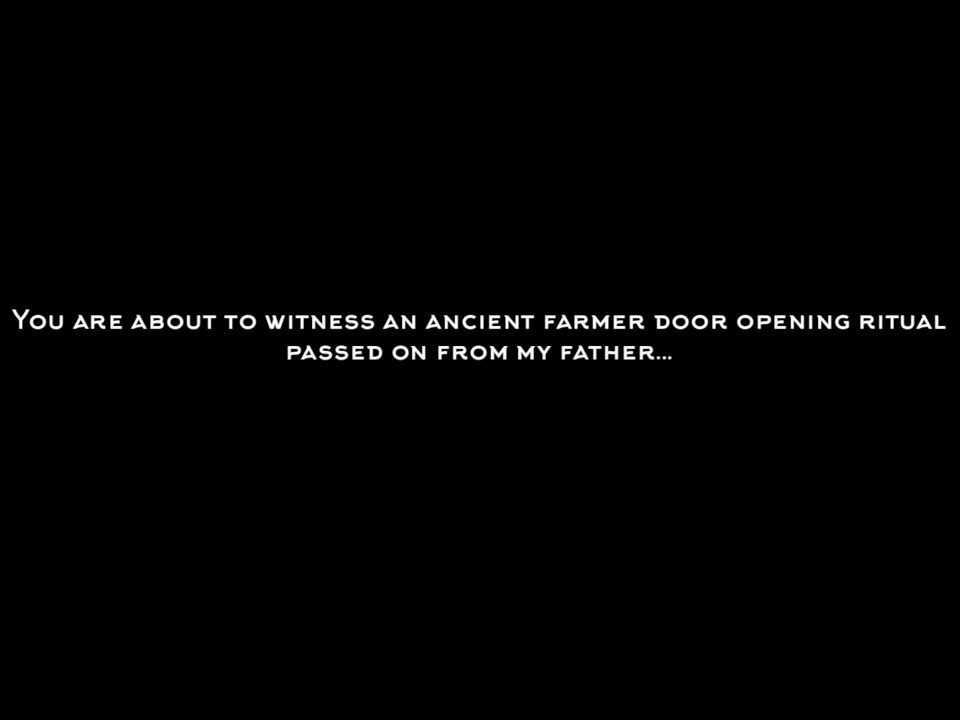 You are about to witness an ancient farmer door opening ritual
passed on from my father...